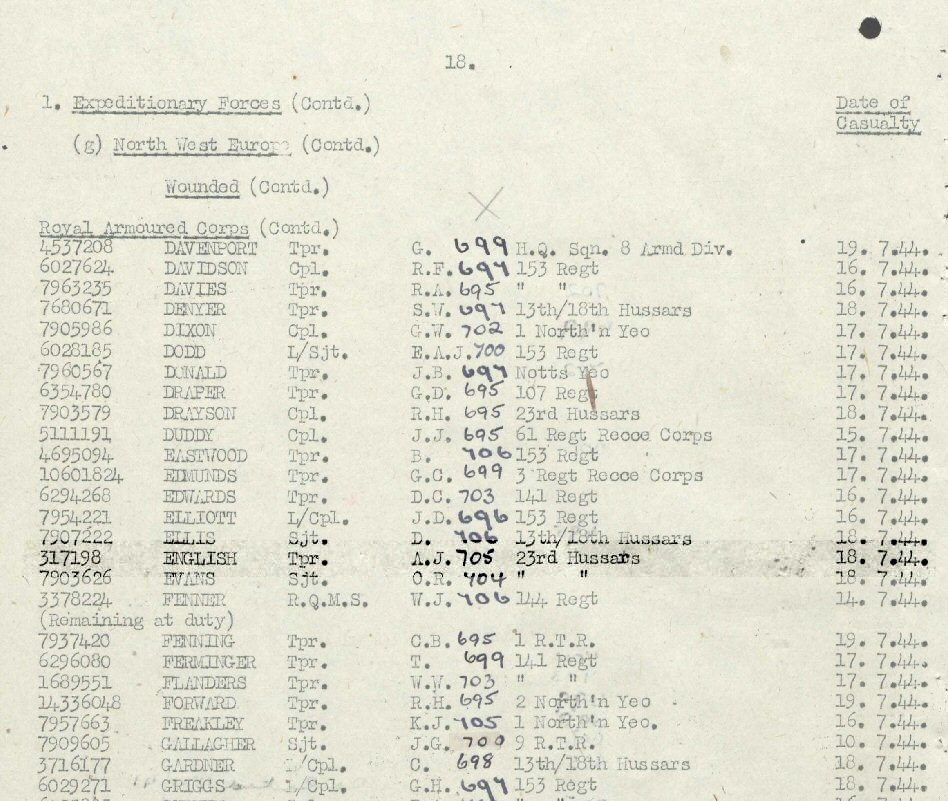 18.
1. Expeditionary Forces (Contd.) Date of
Casualty
(g) North West Europe (Contd.)
Wounded (Contd.)
Royal Armoured Corps (Contd.)
4537208 DAVENPORT Tpr. G. 699 H.Q. Sqn. 8 Armd Div. 19. 7.44.
6027624 DAVIDSON Cpl. R.F. 697 153 Regt 16. 7.44.
7963235 DAVIES Tpr. R.A. 695 " " 16. 7.44.
7680671 DENYER Tpr. S.W. 697 13th/18th Hussars 18. 7.44.
7905986 DIXON Cpl. G.W. 702 1 North'n Yeo 17. 7.44.
6028185 DODD L/Sjt. E.A.J. 700 153 Regt 17. 7.44.
7960567 DONALD Tpr. J.B. 697 Notts Yeo 17. 7.44.
6354780 DRAPER Tpr. G.D. 695 107 Regt 17. 7.44.
7903579 DRAYSON Cpl. R.H. 695 23rd Hussars 18. 7.44.
5111191 DUDDY Cpl. J.J. 695 61 Regt Recce Corps 15. 7.44.
4695094 EASTWOOD Tpr. B. 706 153 Regt 17. 7.44.
10601824 EDMUNDS Tpr. G.C. 699 3 Regt Recce Corps 17. 7.44.
6294268 EDWARDS Tpr. D.C. 703 141 Regt 16. 7.44.
7954221 ELLIOTT L/Cpl. J.D. 696 153 Regt 16. 7.44.
7907222 ELLIS Sjt. D. 706 13th/18th Hussars 18. 7.44.
317198 ENGLISH Tpr. A.J. 705 23rd Hussars 18. 7.44.
7903626 EVANS Sjt. O.R. 704 " " 18. 7.44.
3378224 FENNER R.Q.M.S. W.J. 706 144 Regt 14. 7.44.
(Remaining at duty)
7937420 FENNING Tpr. C.B. 695 1 R.T.R. 19. 7.44.
6296080 FERMINGER Tpr. T. 699 141 Regt 17. 7.44.
1689551 FLANDERS Tpr. W.W. 703 " " 17. 7.44.
14336048 FORWARD Tpr. R.H. 695 2 North'n Yeo 19. 7.44.
7957663 FREAKLEY Tpr. K.J. 705 1 North'n Yeo. 16. 7.44.
7909605 GALLAGHER Sjt. J.G. 700 9 R.T.R. 10. 7.44.
3716177 GARDNER L/Cpl. C. 698 13th/18th Hussars 18. 7.44.
6029271 GRIGGS L/Cpl. G.H. 697 153 Regt 18. 7.44.